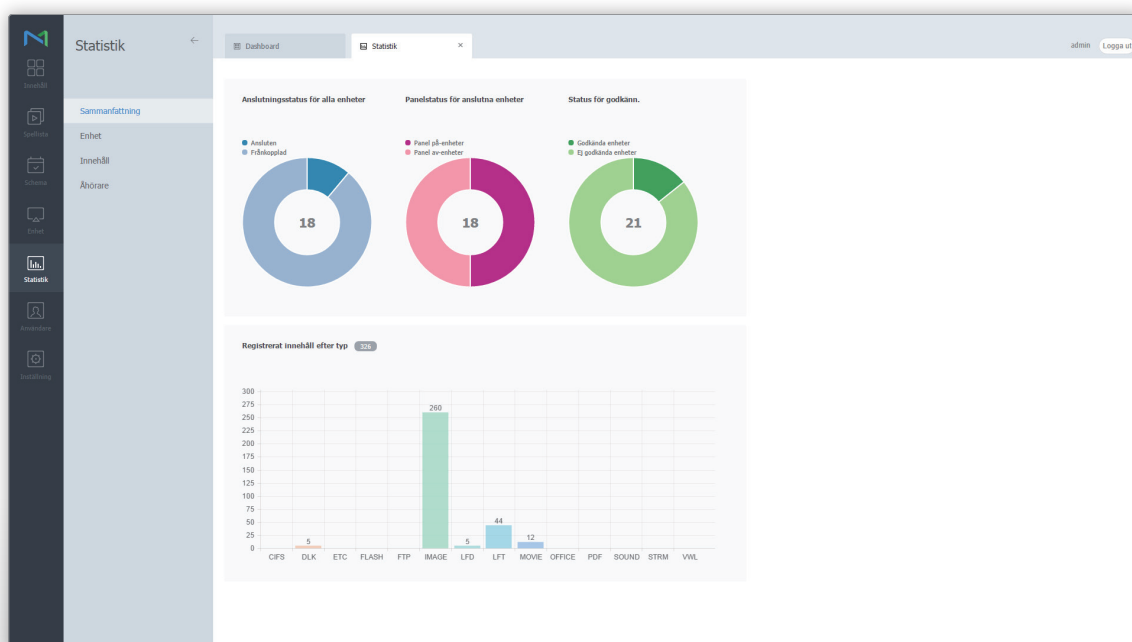 Statistik
←
Dashboard
Statistik
×
admin
Logga ut
Innehåll
Spellista
Schema
Enhet
Statistik
Användare
Inställning
Sammanfattning
Enhet
Innehåll
Åhörare
Anslutningsstatus för alla enheter
Ansluten
Frånkopplad
18
Panelstatus för anslutna enheter
Panel på-enheter
Panel av-enheter
18
Status för godkänn.
Godkända enheter
Ej godkända enheter
21
Registrerat innehåll efter typ 326
300
275
250
225
200
175
150
125
100
75
50
25
0
5
260
5
44
12
CIFS DLK ETC FLASH FTP IMAGE LFD LFT MOVIE OFFICE PDF SOUND STRM VWL